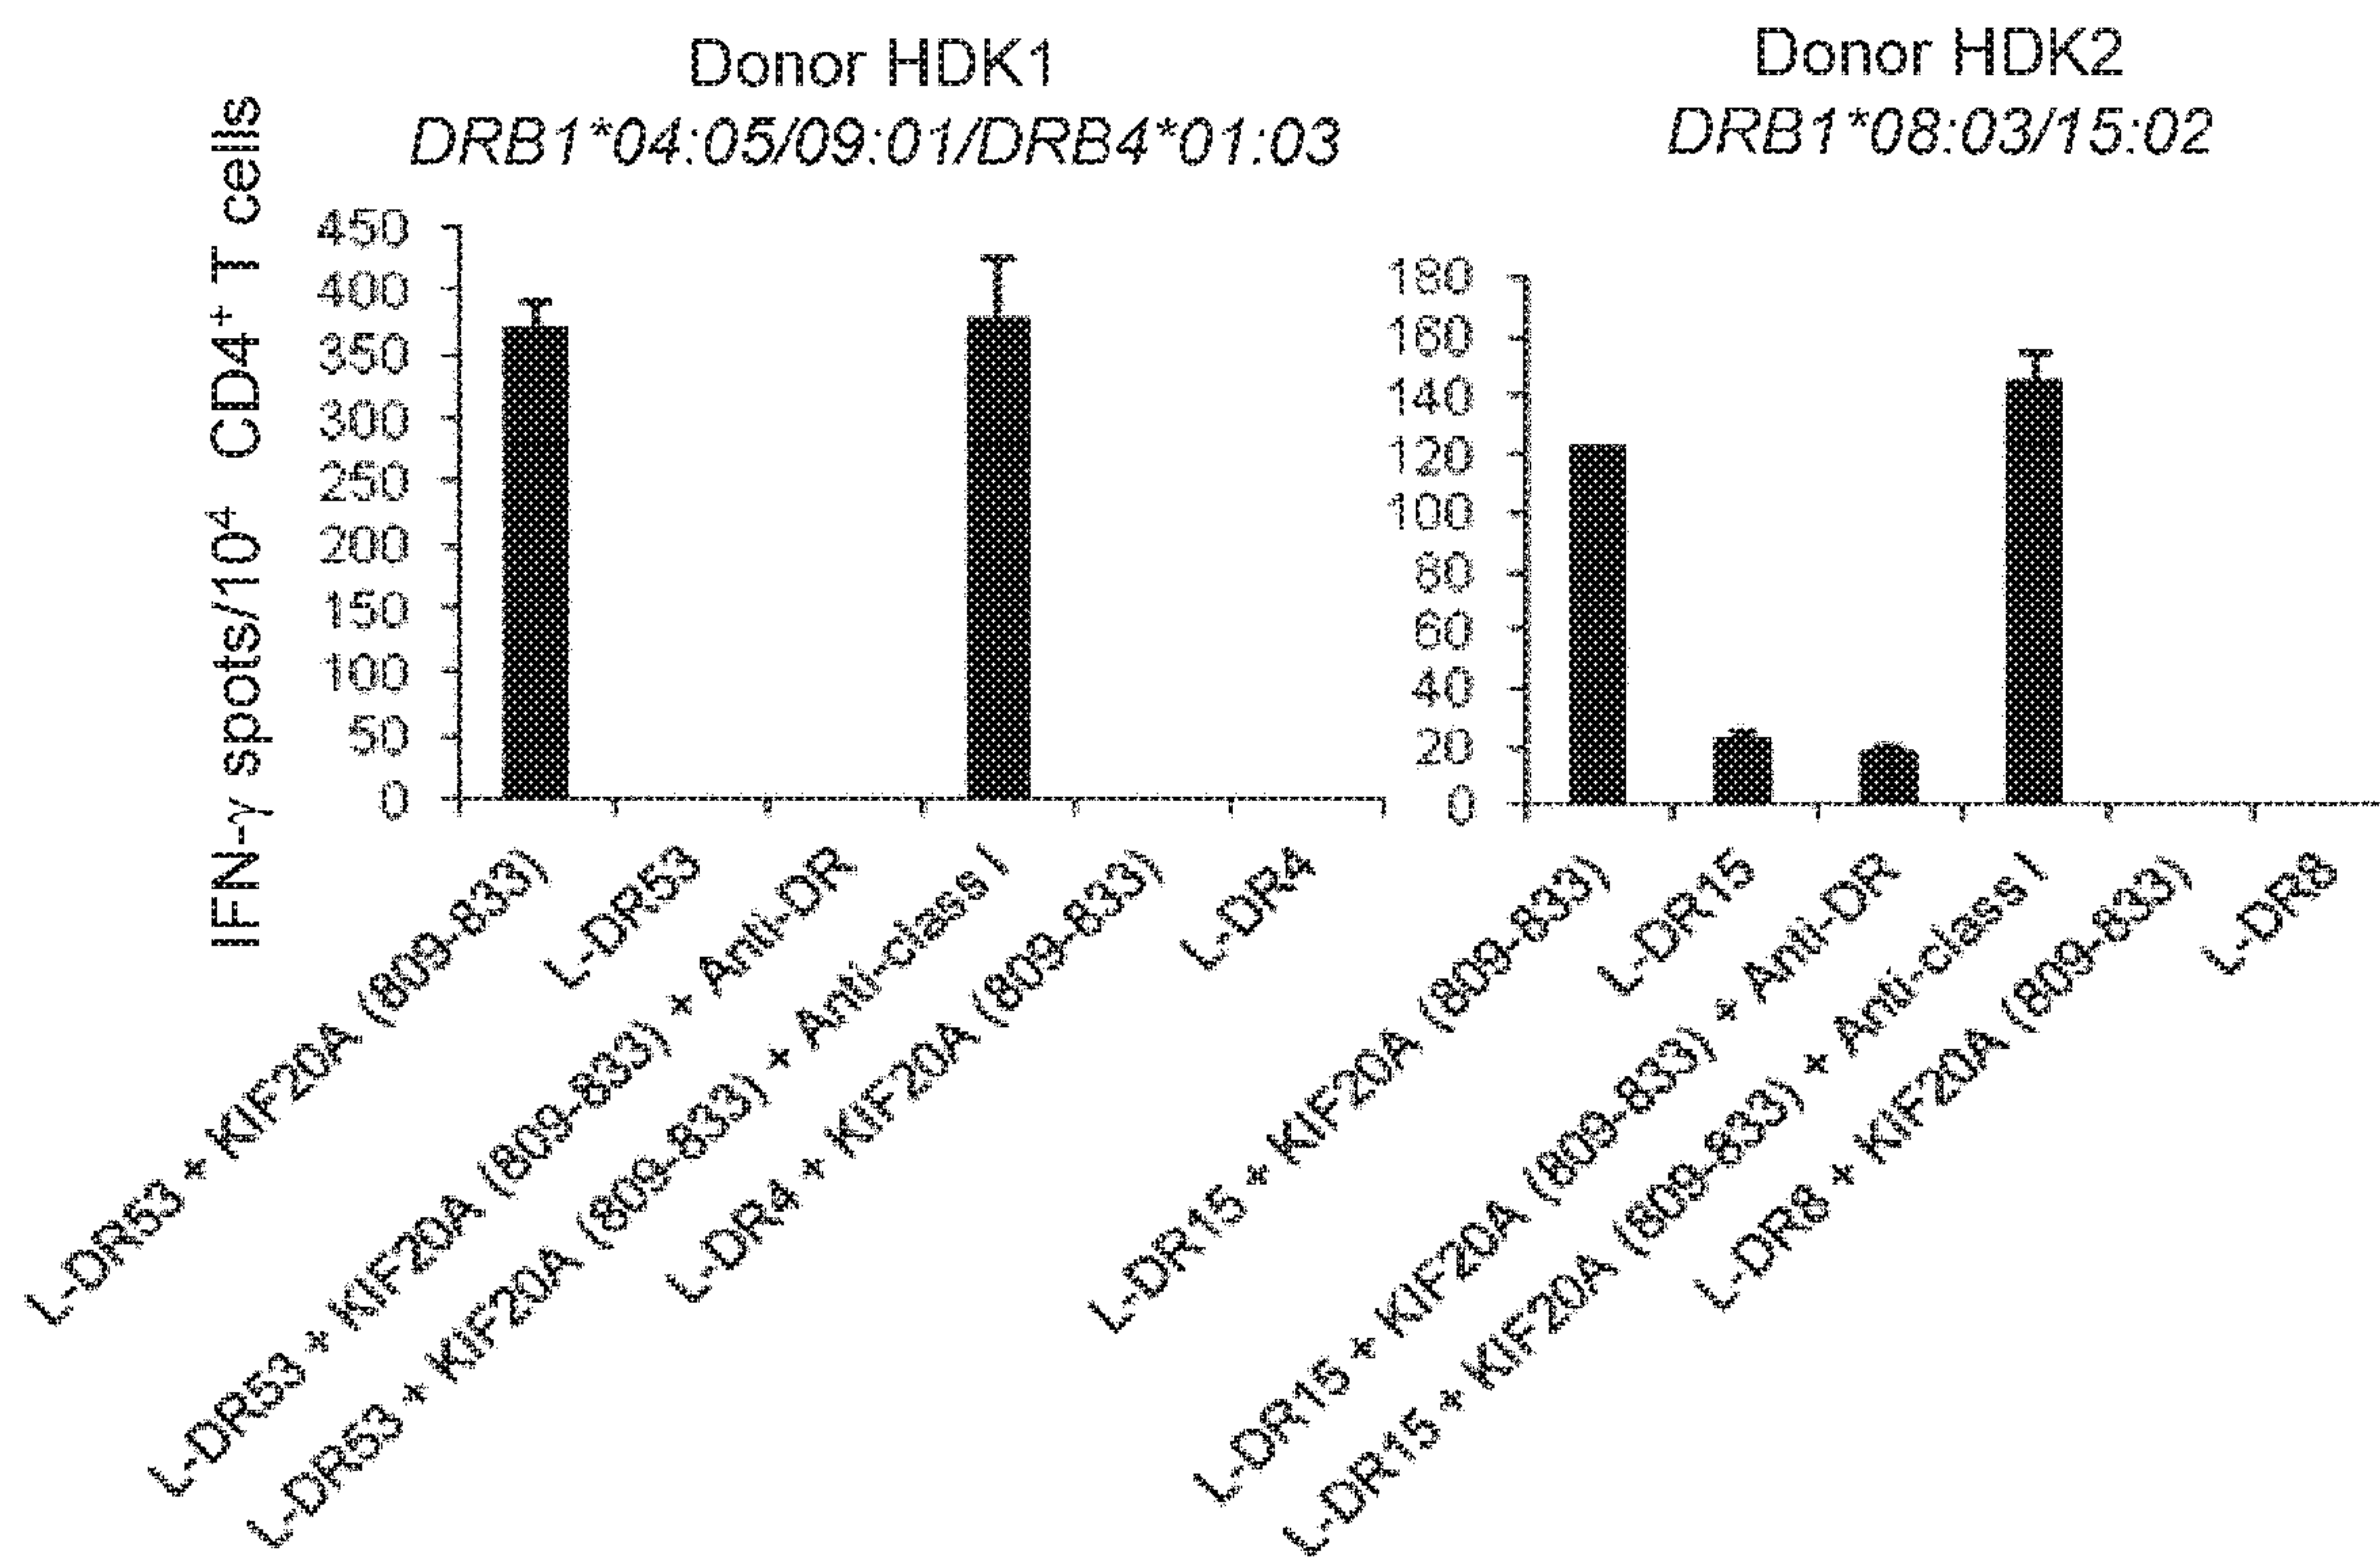 Donor HDK1
DRB1*04:05/09:01/DRB4*01:03
IFN-γ spots/10⁴ CD4⁺ T cells
450
400
350
300
250
200
150
100
50
0
L-DR53 + KIF20A (809-833)
L-DR53
L-DR53 + KIF20A (809-833) + Anti-DR
L-DR53 + KIF20A (809-833) + Anti-class I
L-DR4 + KIF20A (809-833)
L-DR4
Donor HDK2
DRB1*08:03/15:02
180
160
140
120
100
80
60
40
20
0
L-DR15 + KIF20A (809-833)
L-DR15
L-DR15 + KIF20A (809-833) + Anti-DR
L-DR15 + KIF20A (809-833) + Anti-class I
L-DR8 + KIF20A (809-833)
L-DR8